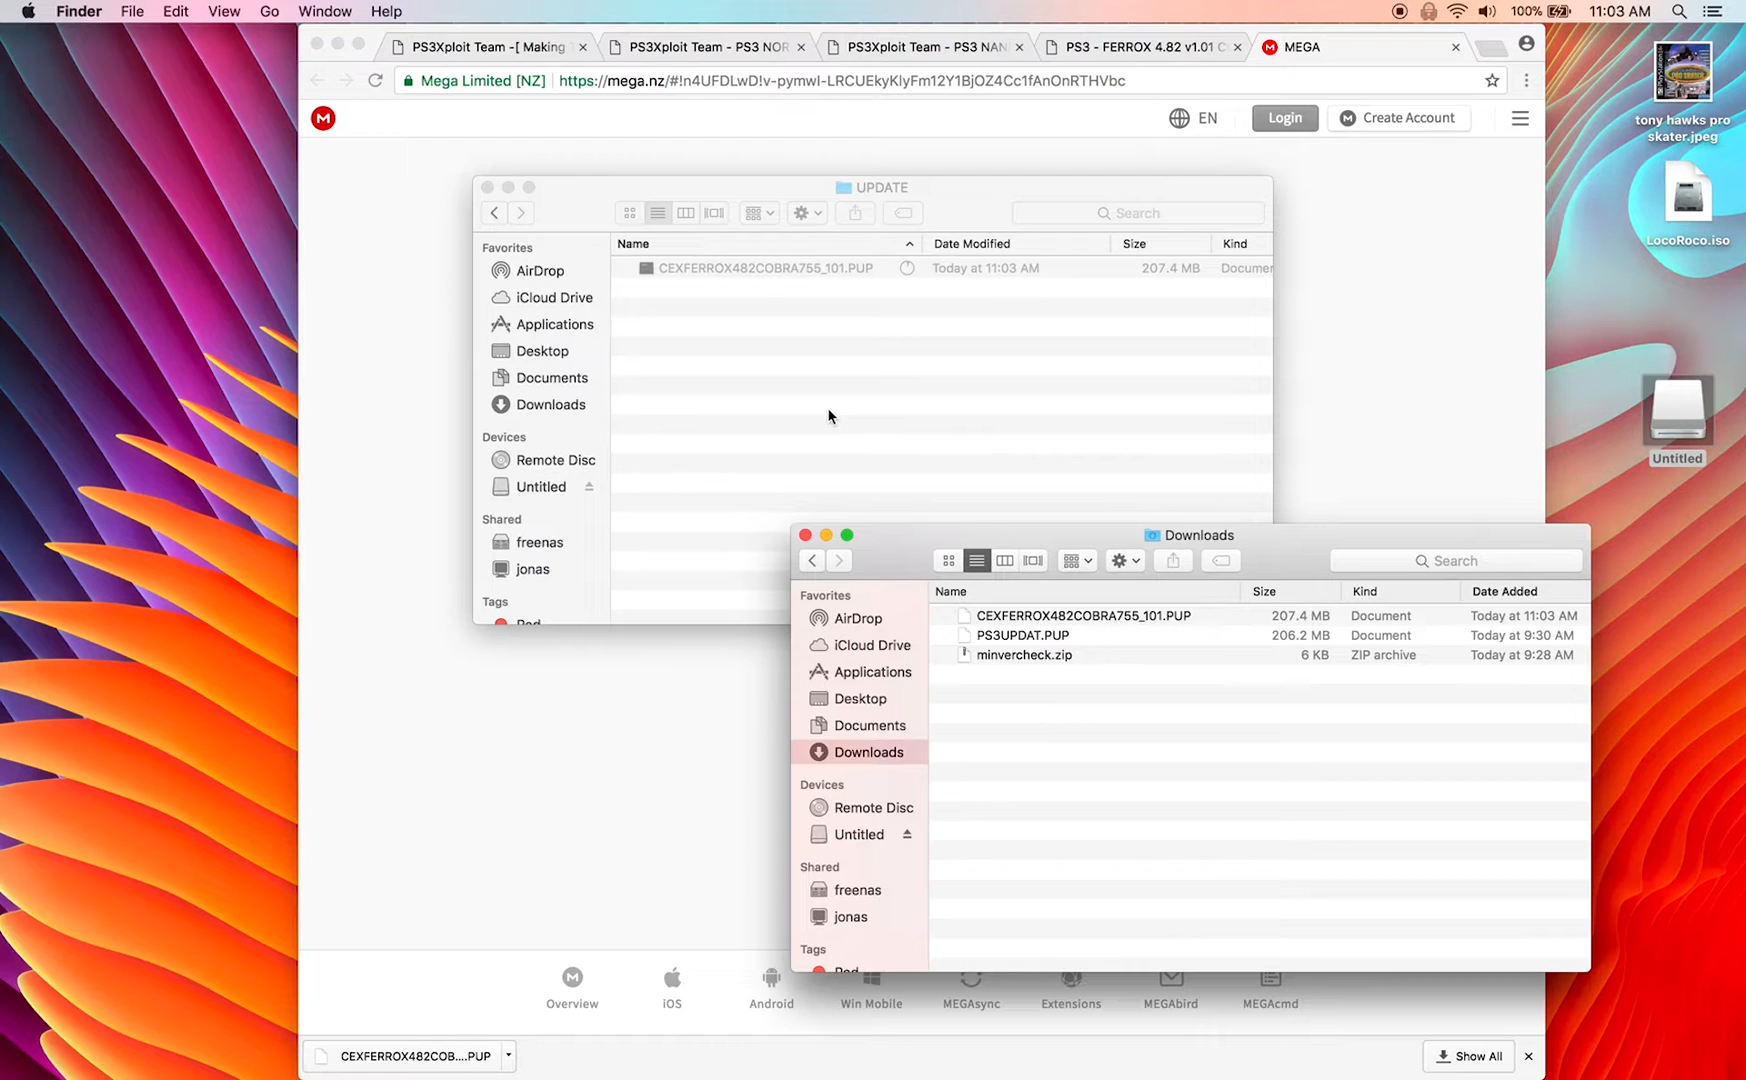 Finder File Edit View Go Window Help
100% 11:03 AM
PS3Xploit Team -[ Making T
PS3Xploit Team - PS3 NOR
PS3Xploit Team - PS3 NAN
PS3 - FERROX 4.82 v1.01 C
MEGA
Mega Limited [NZ] https://mega.nz/#!n4UFDLwD!v-pymwI-LRCUEkyKlyFm12Y1BjOZ4Cc1fAnOnRTHVbc
EN Login Create Account
tony hawks pro
skater.jpeg
LocoRoco.iso
Untitled
UPDATE
Search
Name Date Modified Size Kind
CEXFERROX482COBRA755_101.PUP Today at 11:03 AM 207.4 MB Documen
Favorites
AirDrop
iCloud Drive
Applications
Desktop
Documents
Downloads
Devices
Remote Disc
Untitled
Shared
freenas
jonas
Tags
Red
Downloads
Search
Name Size Kind Date Added
CEXFERROX482COBRA755_101.PUP 207.4 MB Document Today at 11:03 AM
PS3UPDAT.PUP 206.2 MB Document Today at 9:30 AM
minvercheck.zip 6 KB ZIP archive Today at 9:28 AM
Favorites
AirDrop
iCloud Drive
Applications
Desktop
Documents
Downloads
Devices
Remote Disc
Untitled
Shared
freenas
jonas
Tags
Red
Overview iOS Android Win Mobile MEGAsync Extensions MEGAbird MEGAcmd
CEXFERROX482COB....PUP
Show All